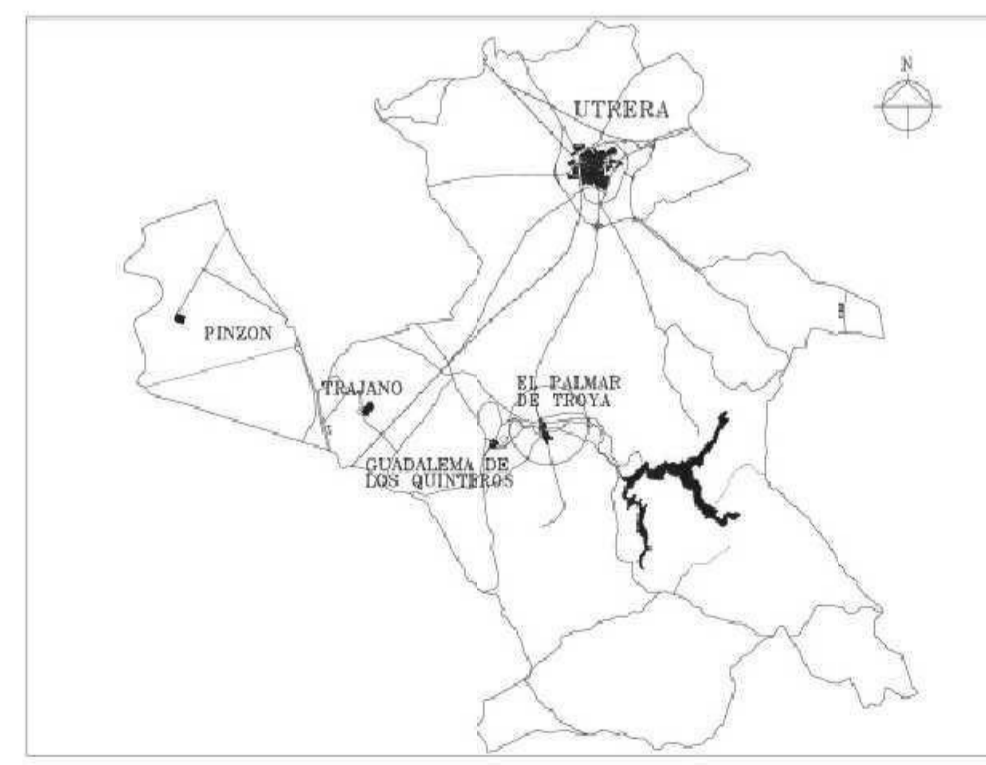 N
UTRERA
PINZON
TRAJANO
EL PALMAR
DE TROYA
GUADALEMA DE
LOS QUINTEROS